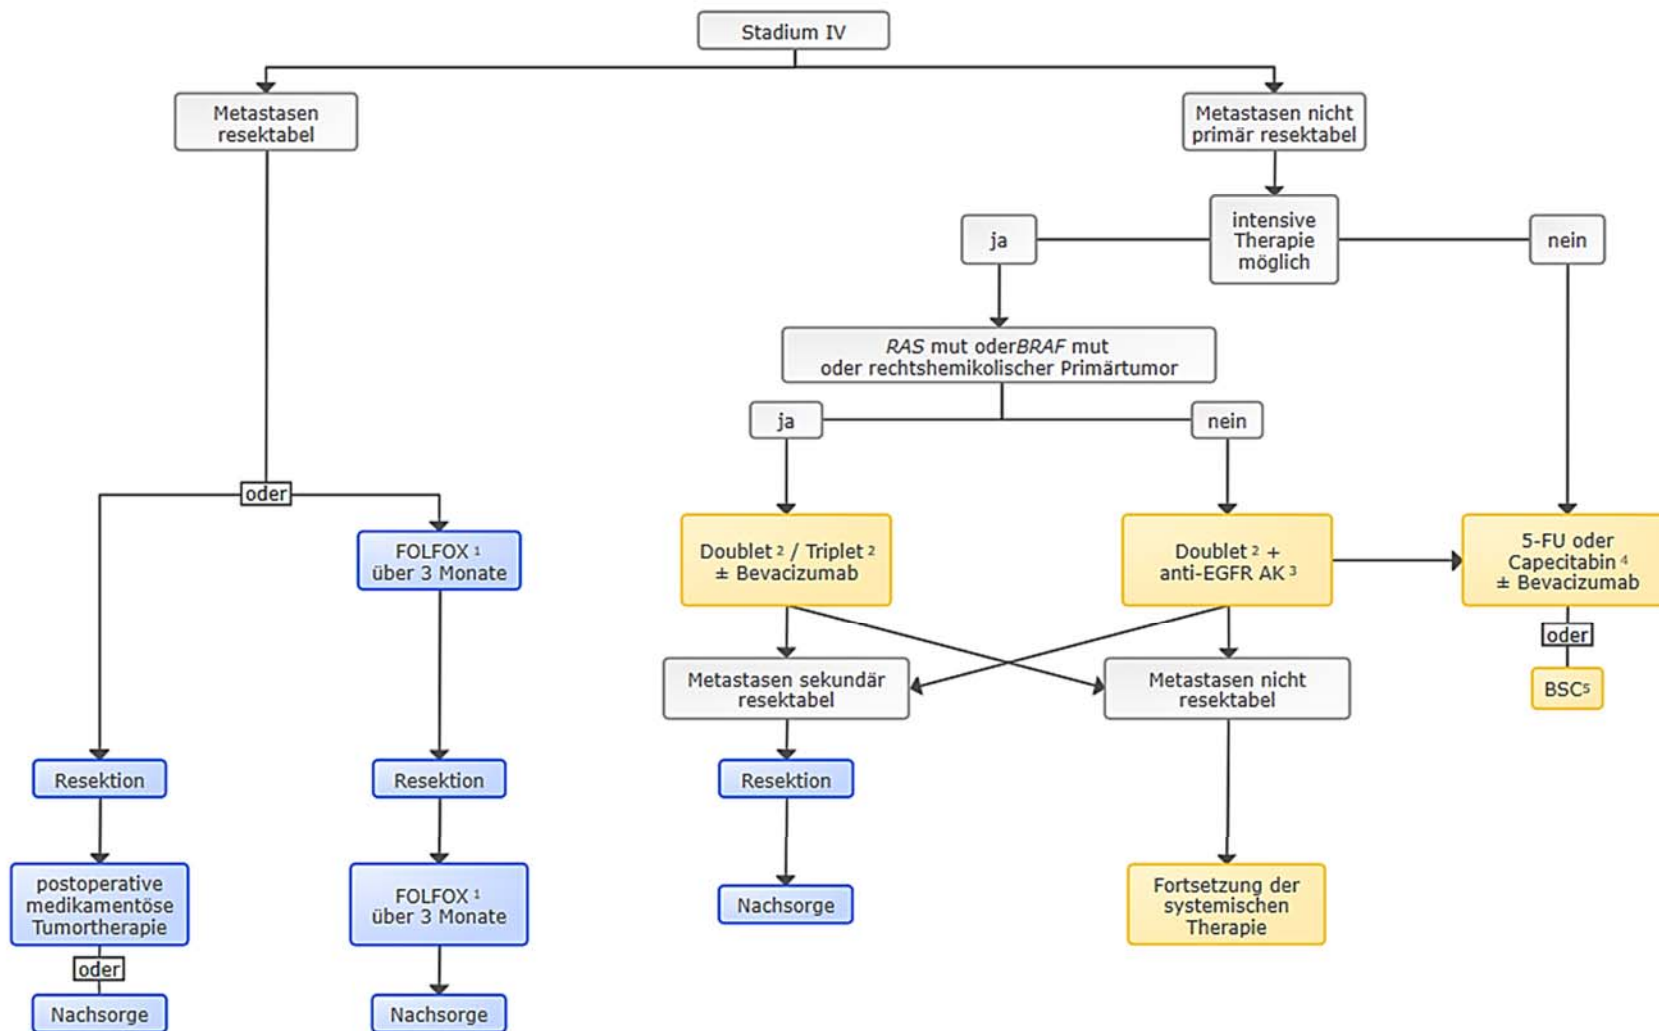 Stadium IV
Metastasen
resektabel
Metastasen nicht
primär resektabel
intensive
Therapie
möglich
ja
nein
RAS mut oderBRAF mut
oder rechtshemikolischer Primärtumor
ja
nein
oder
FOLFOX ¹
über 3 Monate
Doublet ² / Triplet ²
± Bevacizumab
Doublet ² +
anti-EGFR AK ³
5-FU oder
Capecitabin ⁴
± Bevacizumab
oder
BSC⁵
Metastasen sekundär
resektabel
Metastasen nicht
resektabel
Resektion
Resektion
Resektion
postoperative
medikamentöse
Tumortherapie
FOLFOX ¹
über 3 Monate
Nachsorge
Fortsetzung der
systemischen
Therapie
oder
Nachsorge
Nachsorge